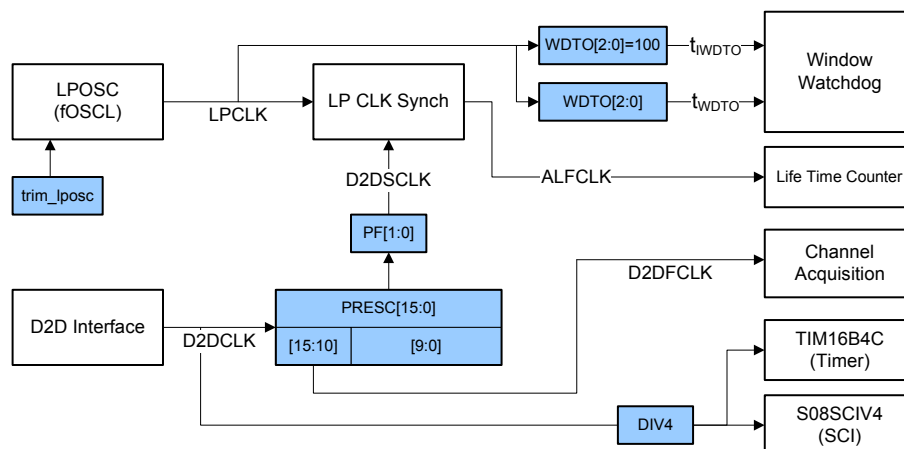 WDTO[2:0]=100
tIWDTO
Window
Watchdog
LPOSC
(fOSCL)
LPCLK
LP CLK Synch
WDTO[2:0]
tWDTO
trim_lposc
D2DSCLK
ALFCLK
Life Time Counter
PF[1:0]
Channel
Acquisition
D2DFCLK
D2D Interface
D2DCLK
PRESC[15:0]
[15:10]
[9:0]
TIM16B4C
(Timer)
DIV4
S08SCIV4
(SCI)